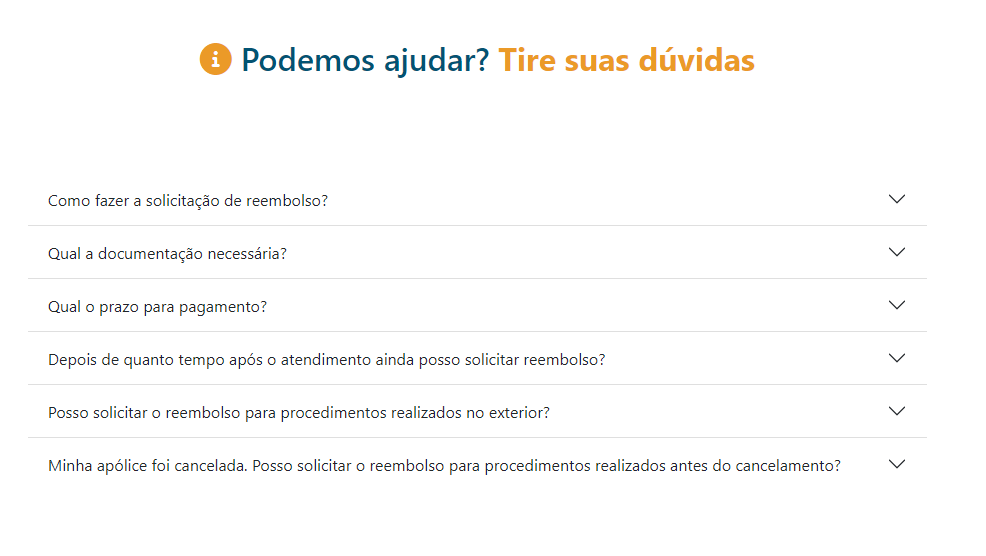 Podemos ajudar? Tire suas dúvidas
Como fazer a solicitação de reembolso?
Qual a documentação necessária?
Qual o prazo para pagamento?
Depois de quanto tempo após o atendimento ainda posso solicitar reembolso?
Posso solicitar o reembolso para procedimentos realizados no exterior?
Minha apólice foi cancelada. Posso solicitar o reembolso para procedimentos realizados antes do cancelamento?